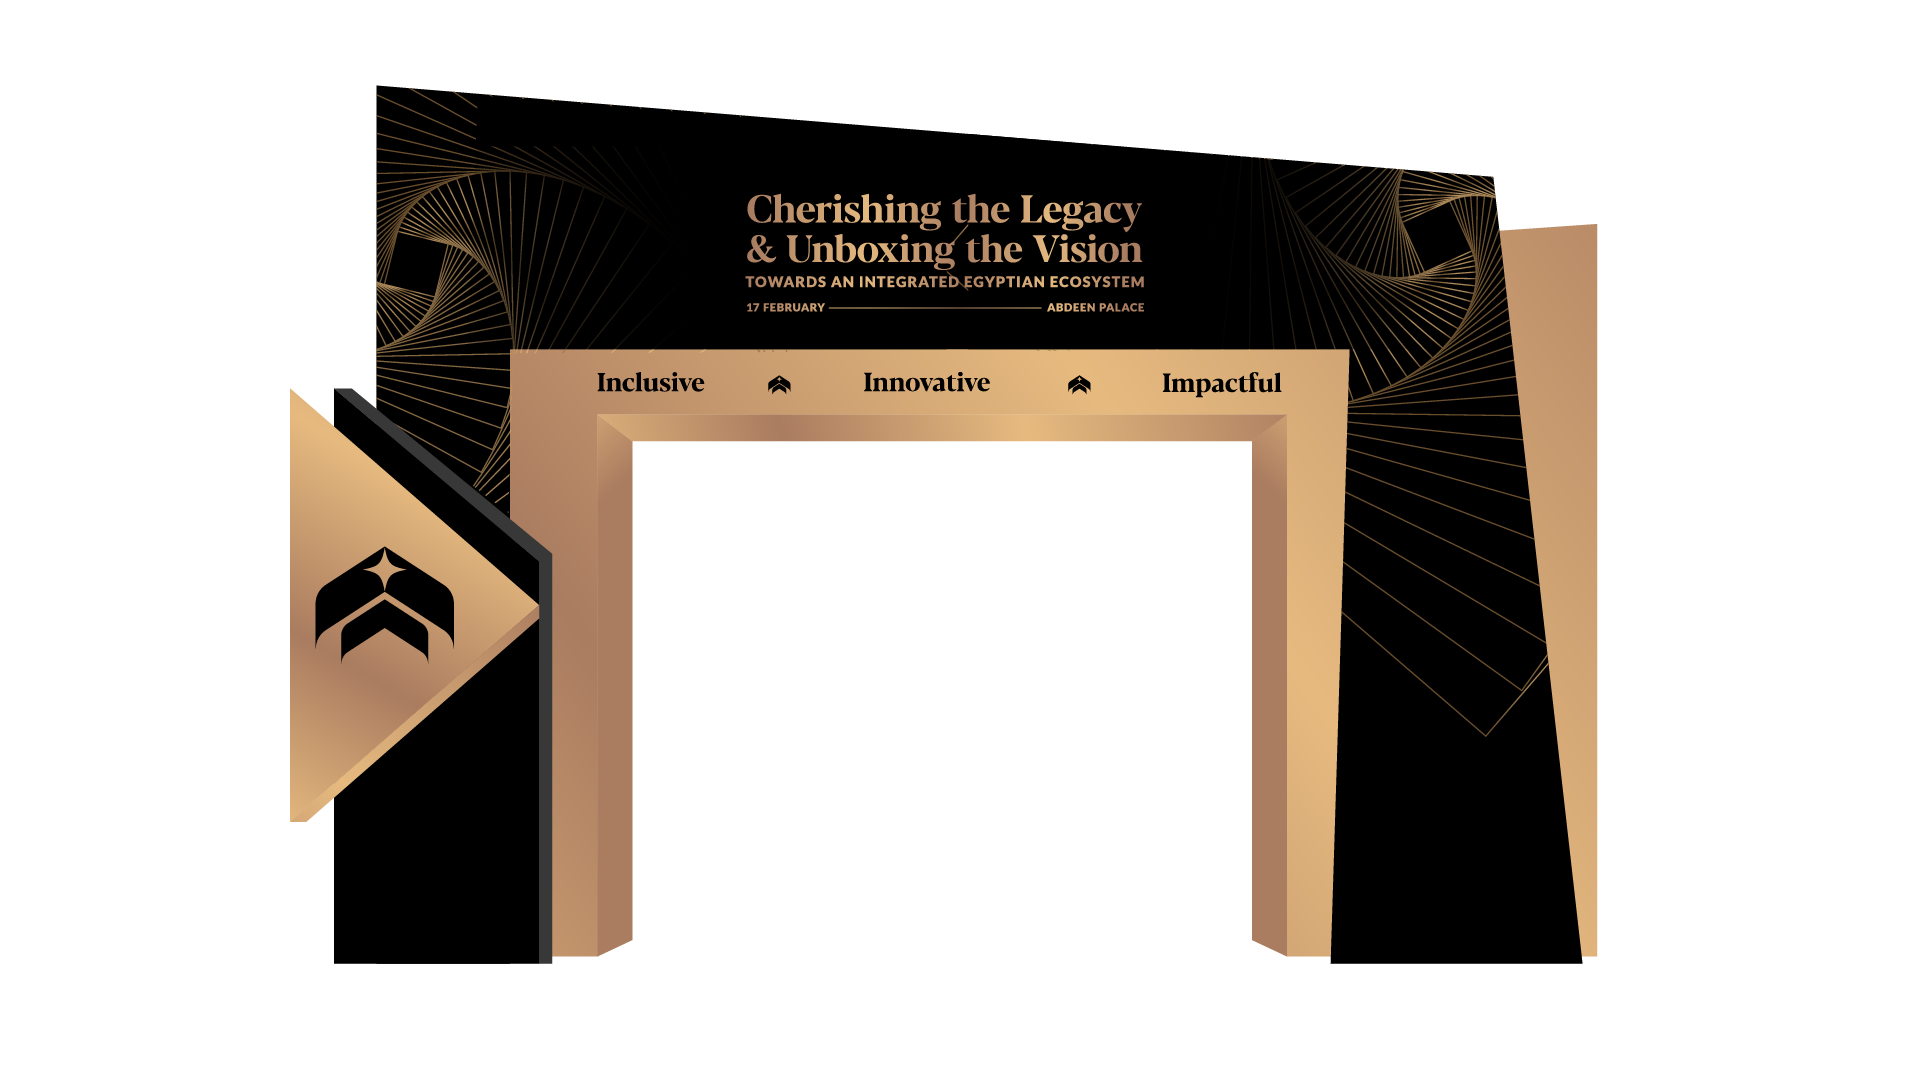 Cherishing the Legacy
& Unboxing the Vision
TOWARDS AN INTEGRATED EGYPTIAN ECOSYSTEM
17 FEBRUARY ABDEEN PALACE
Inclusive Innovative Impactful